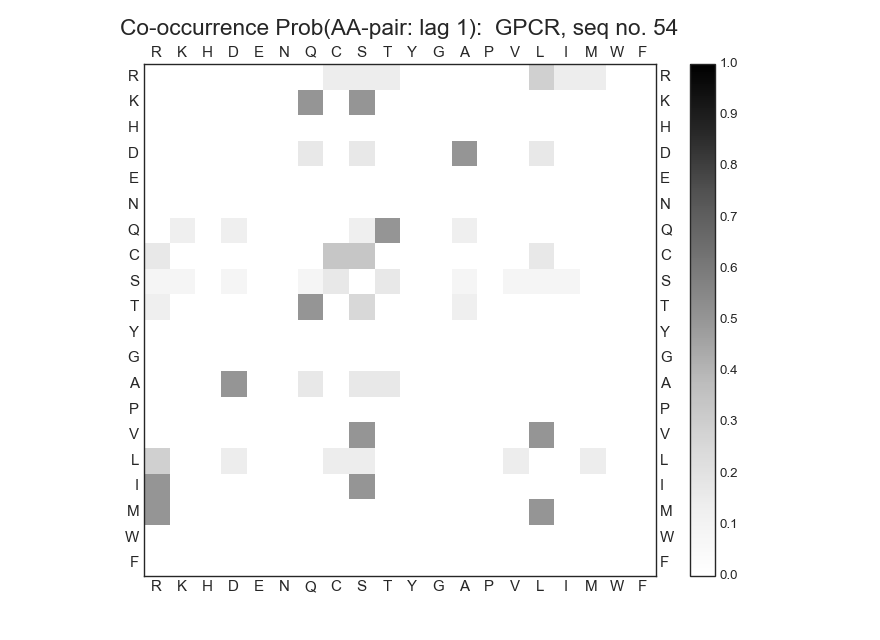 Co-occurrence Prob(AA-pair: lag 1):  GPCR, seq no. 54
R K H D E N Q C S T Y G A P V L I M W F
R R 1.0
K K 0.9
H H
D D 0.8
E E
N N 0.7
Q Q
C C 0.6
S S
T T 0.5
Y Y
G G 0.4
A A
P P 0.3
V V
L L 0.2
I I
M M 0.1
W W
F F 0.0
R K H D E N Q C S T Y G A P V L I M W F